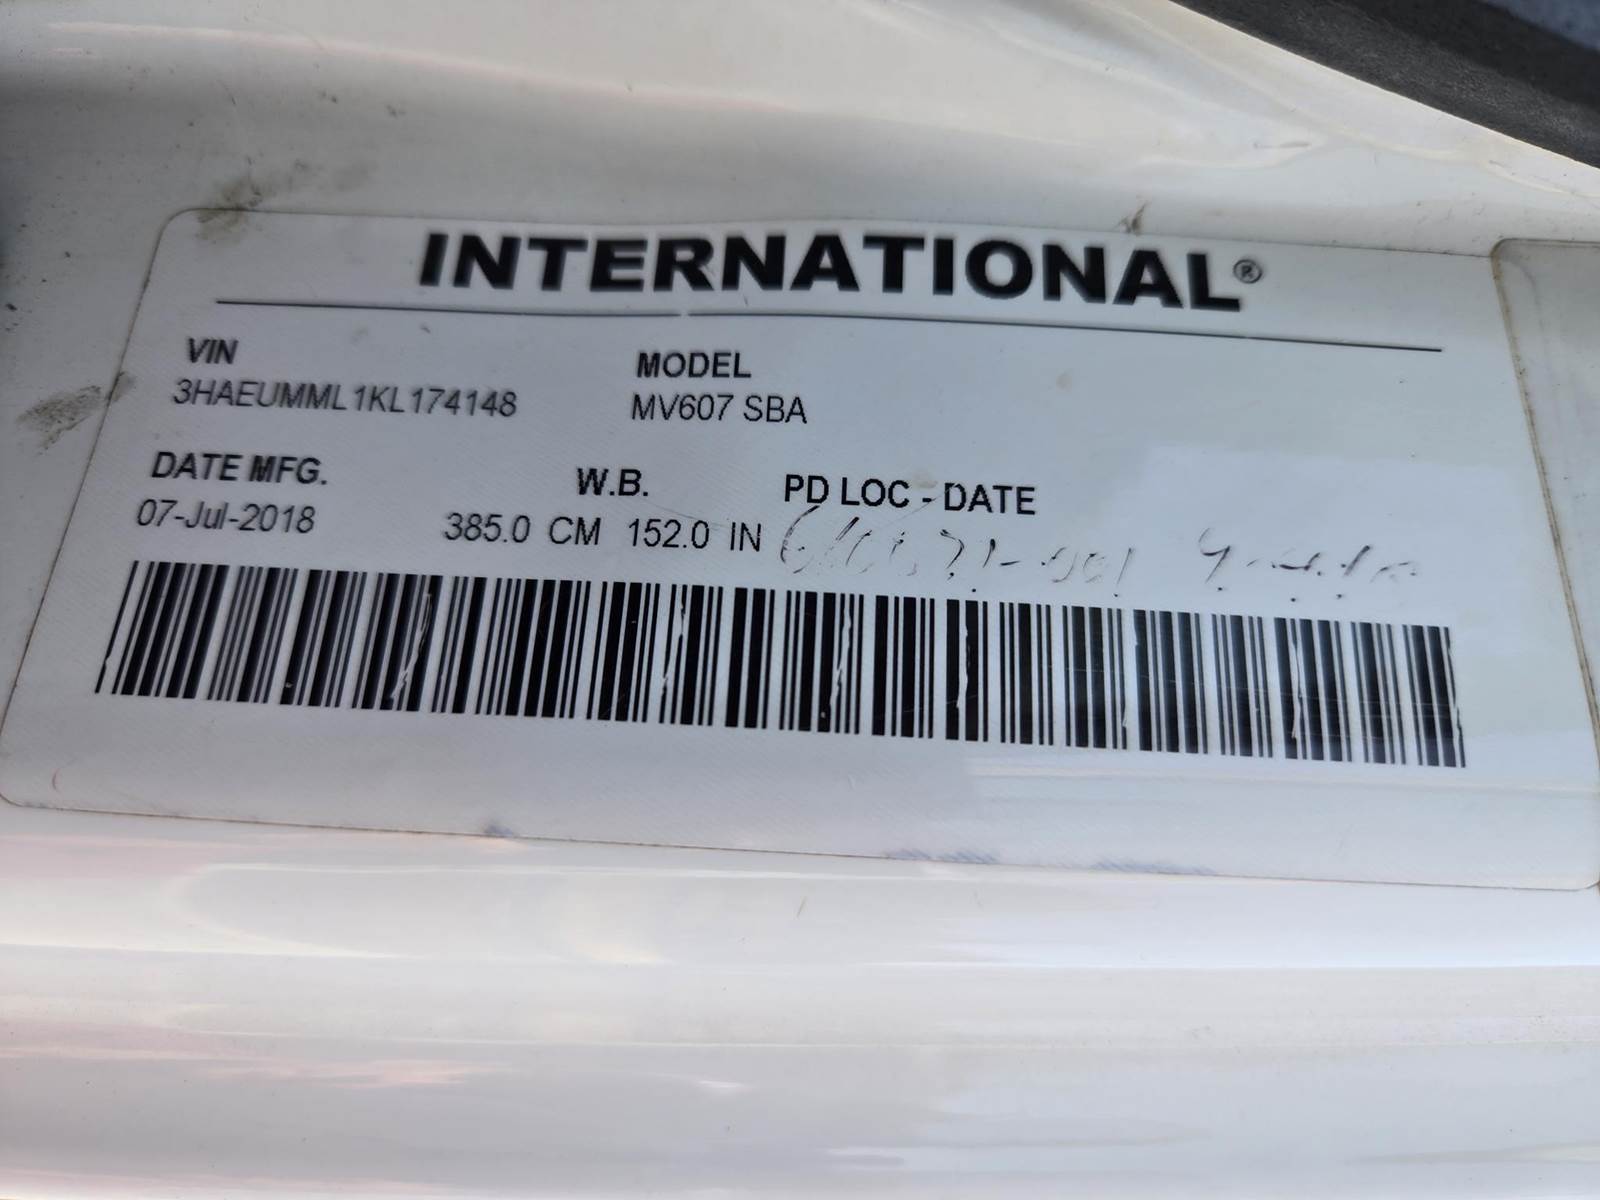 INTERNATIONAL®
VIN MODEL
3HAEUMML1KL174148 MV607 SBA
DATE MFG. W.B. PD LOC - DATE
07-Jul-2018 385.0 CM 152.0 IN